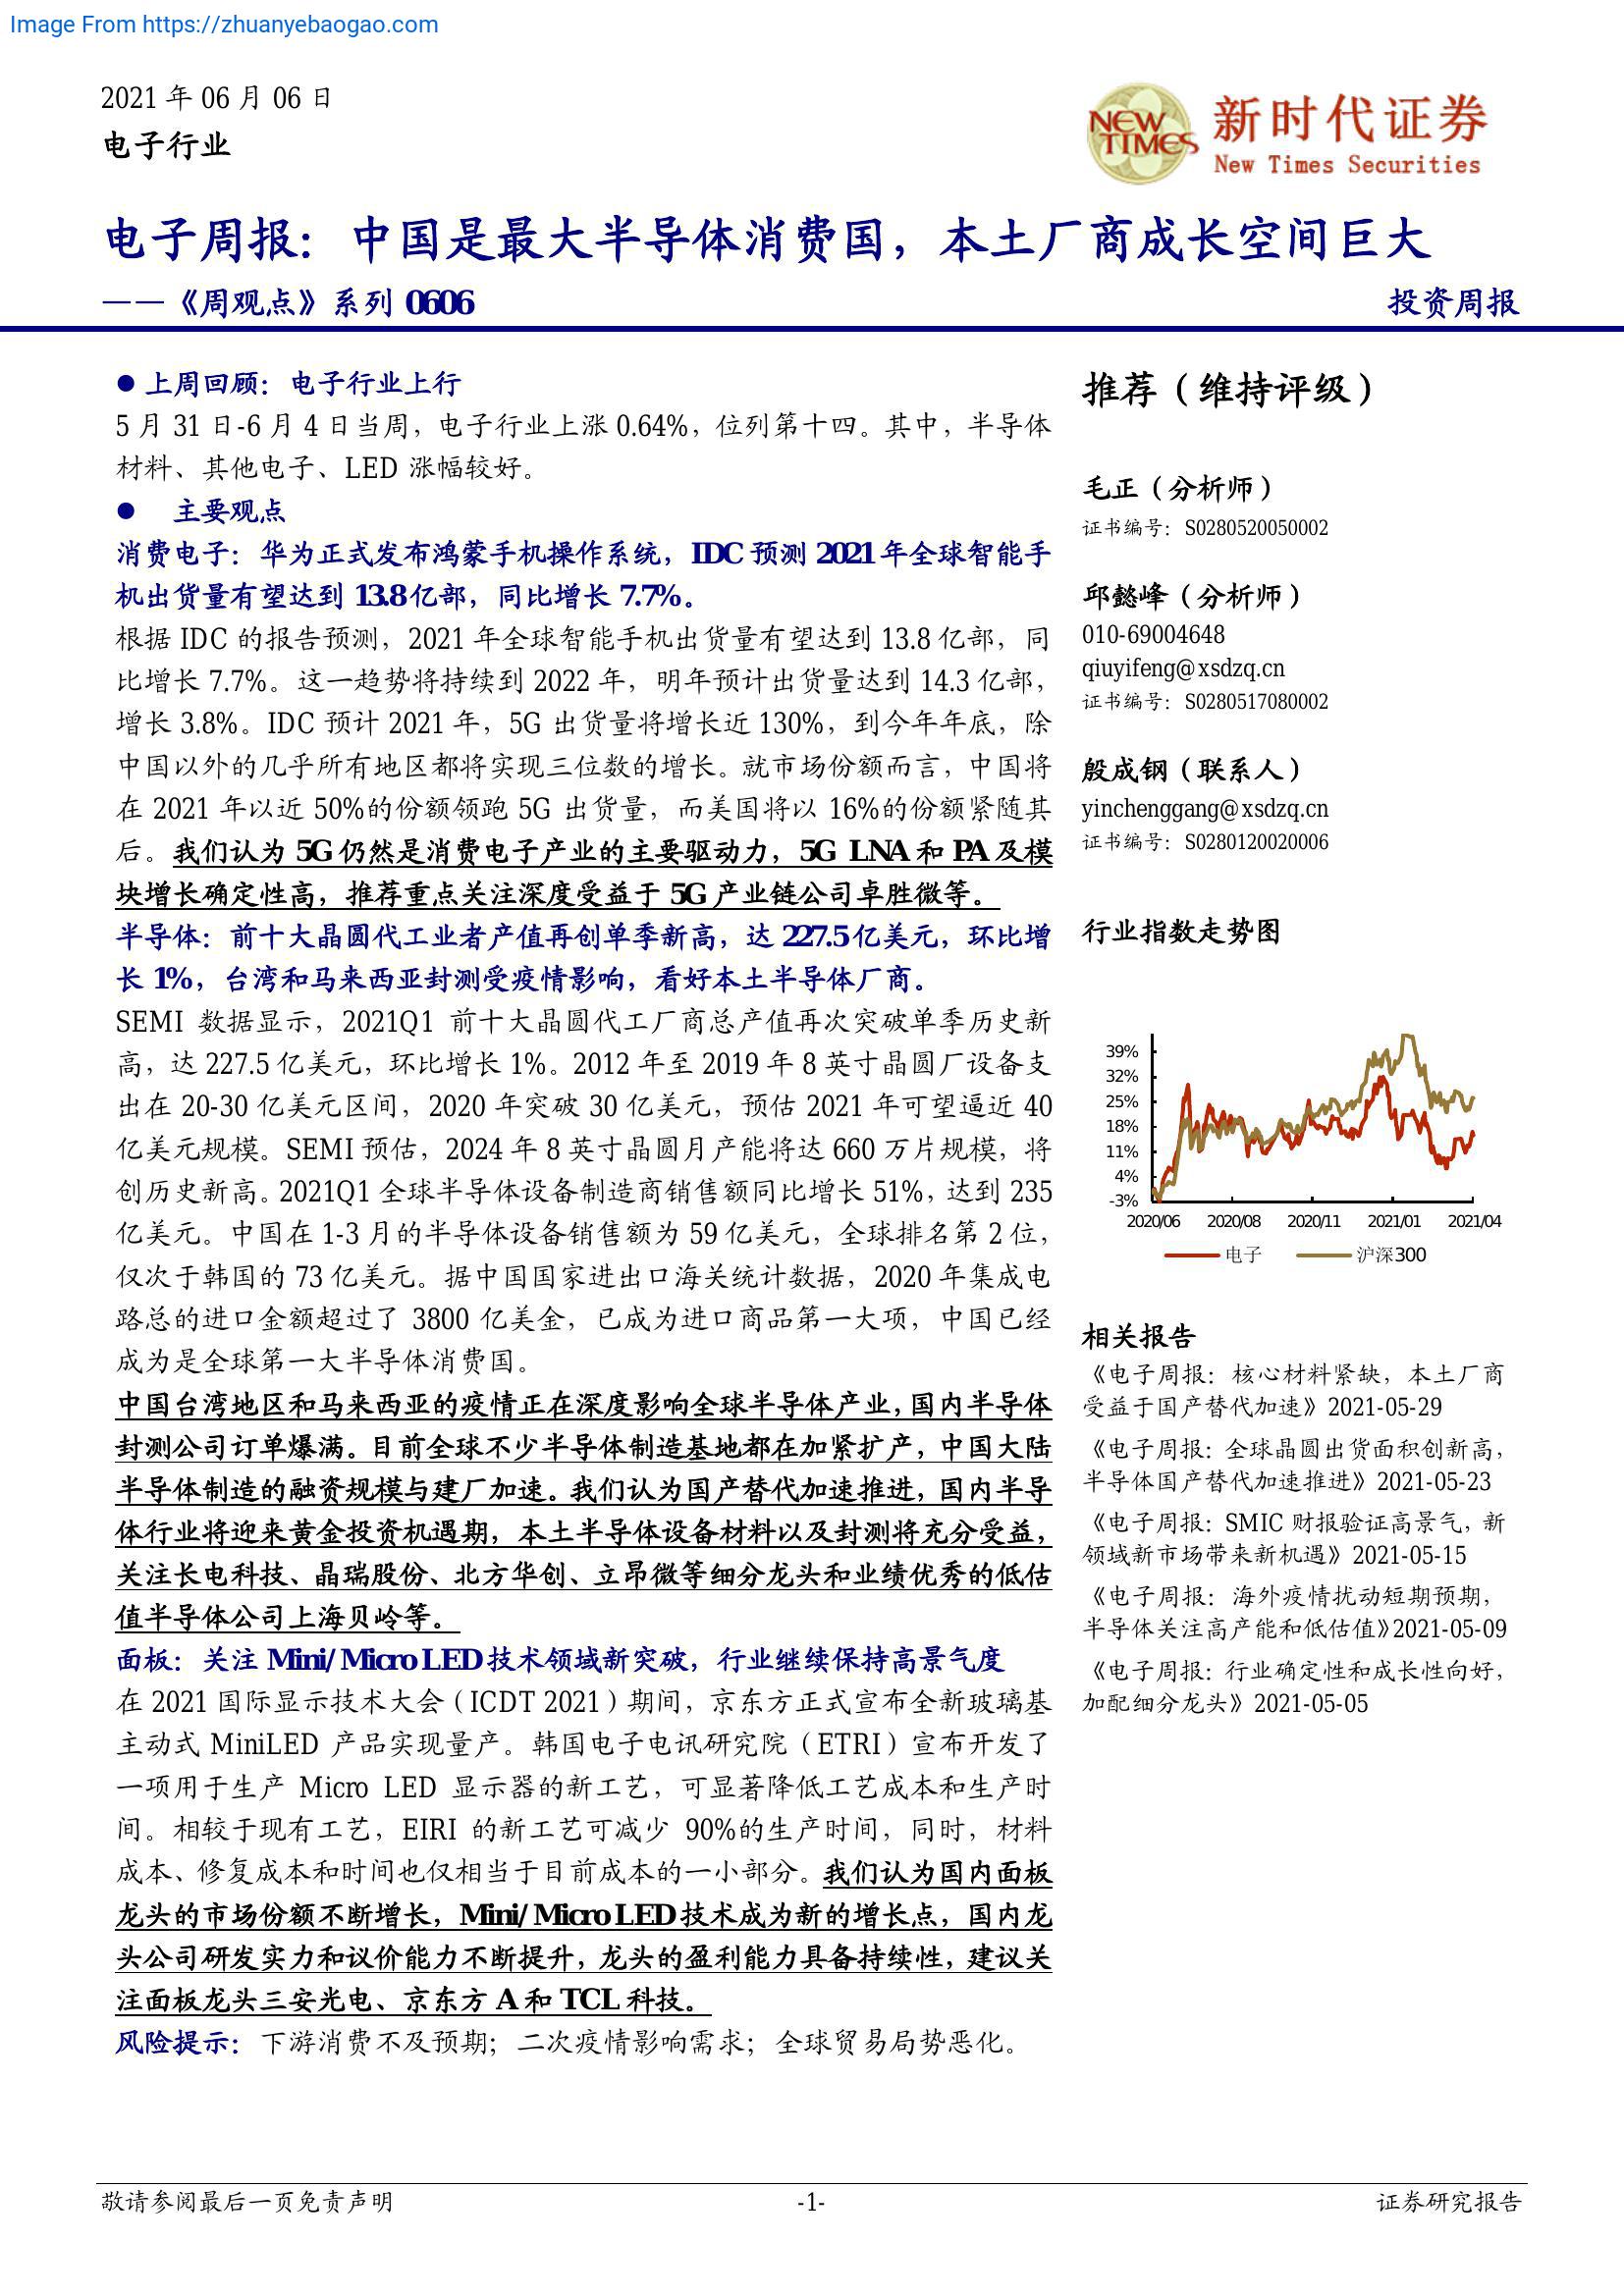 Image From https://zhuanyebaogao.com
2021 年 06 月 06 日
电子行业
NEW TIMES
新时代证券
New Times Securities
电子周报：中国是最大半导体消费国，本土厂商成长空间巨大
——《周观点》系列 0606
投资周报
● 上周回顾：电子行业上行
5 月 31 日-6 月 4 日当周，电子行业上涨 0.64%，位列第十四。其中，半导体
材料、其他电子、LED 涨幅较好。
● 主要观点
消费电子：华为正式发布鸿蒙手机操作系统，IDC 预测 2021 年全球智能手
机出货量有望达到 13.8 亿部，同比增长 7.7%。
根据 IDC 的报告预测，2021 年全球智能手机出货量有望达到 13.8 亿部，同
比增长 7.7%。这一趋势将持续到 2022 年，明年预计出货量达到 14.3 亿部，
增长 3.8%。IDC 预计 2021 年，5G 出货量将增长近 130%，到今年年底，除
中国以外的几乎所有地区都将实现三位数的增长。就市场份额而言，中国将
在 2021 年以近 50%的份额领跑 5G 出货量，而美国将以 16%的份额紧随其
后。我们认为 5G 仍然是消费电子产业的主要驱动力，5G LNA 和 PA 及模
块增长确定性高，推荐重点关注深度受益于 5G 产业链公司卓胜微等。
半导体：前十大晶圆代工业者产值再创单季新高，达 227.5 亿美元，环比增
长 1%，台湾和马来西亚封测受疫情影响，看好本土半导体厂商。
SEMI 数据显示，2021Q1 前十大晶圆代工厂商总产值再次突破单季历史新
高，达 227.5 亿美元，环比增长 1%。2012 年至 2019 年 8 英寸晶圆厂设备支
出在 20-30 亿美元区间，2020 年突破 30 亿美元，预估 2021 年可望逼近 40
亿美元规模。SEMI 预估，2024 年 8 英寸晶圆月产能将达 660 万片规模，将
创历史新高。2021Q1 全球半导体设备制造商销售额同比增长 51%，达到 235
亿美元。中国在 1-3 月的半导体设备销售额为 59 亿美元，全球排名第 2 位，
仅次于韩国的 73 亿美元。据中国国家进出口海关统计数据，2020 年集成电
路总的进口金额超过了 3800 亿美金，已成为进口商品第一大项，中国已经
成为是全球第一大半导体消费国。
中国台湾地区和马来西亚的疫情正在深度影响全球半导体产业，国内半导体
封测公司订单爆满。目前全球不少半导体制造基地都在加紧扩产，中国大陆
半导体制造的融资规模与建厂加速。我们认为国产替代加速推进，国内半导
体行业将迎来黄金投资机遇期，本土半导体设备材料以及封测将充分受益，
关注长电科技、晶瑞股份、北方华创、立昂微等细分龙头和业绩优秀的低估
值半导体公司上海贝岭等。
面板：关注 Mini/Micro LED 技术领域新突破，行业继续保持高景气度
在 2021 国际显示技术大会（ICDT 2021）期间，京东方正式宣布全新玻璃基
主动式 MiniLED 产品实现量产。韩国电子电讯研究院（ETRI）宣布开发了
一项用于生产 Micro LED 显示器的新工艺，可显著降低工艺成本和生产时
间。相较于现有工艺，EIRI 的新工艺可减少 90%的生产时间，同时，材料
成本、修复成本和时间也仅相当于目前成本的一小部分。我们认为国内面板
龙头的市场份额不断增长，Mini/Micro LED 技术成为新的增长点，国内龙
头公司研发实力和议价能力不断提升，龙头的盈利能力具备持续性，建议关
注面板龙头三安光电、京东方 A 和 TCL 科技。
风险提示：下游消费不及预期；二次疫情影响需求；全球贸易局势恶化。
推荐（维持评级）
毛正（分析师）
证书编号：S0280520050002
邱懿峰（分析师）
010-69004648
qiuyifeng@xsdzq.cn
证书编号：S0280517080002
殷成钢（联系人）
yinchenggang@xsdzq.cn
证书编号：S0280120020006
行业指数走势图
39%
32%
25%
18%
11%
4%
-3%
2020/06 2020/08 2020/11 2021/01 2021/04
电子 沪深300
相关报告
《电子周报：核心材料紧缺，本土厂商
受益于国产替代加速》2021-05-29
《电子周报：全球晶圆出货面积创新高，
半导体国产替代加速推进》2021-05-23
《电子周报：SMIC 财报验证高景气，新
领域新市场带来新机遇》2021-05-15
《电子周报：海外疫情扰动短期预期，
半导体关注高产能和低估值》2021-05-09
《电子周报：行业确定性和成长性向好，
加配细分龙头》2021-05-05
敬请参阅最后一页免责声明
-1-
证券研究报告